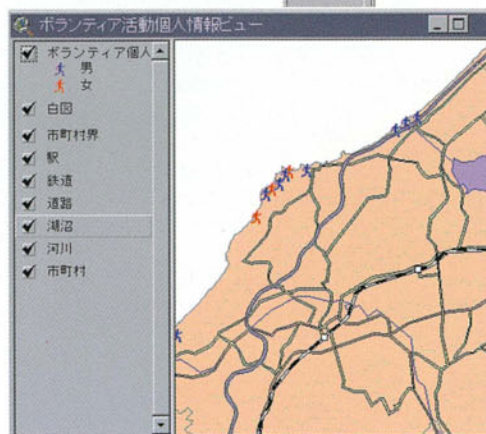 ボランティア活動個人情報ビュー
ボランティア個人
男
女
白図
市町村界
駅
鉄道
道路
湖沼
河川
市町村